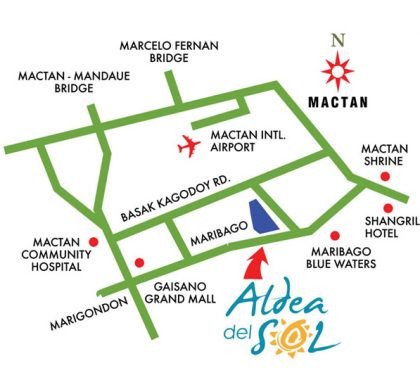 MARCELO FERNAN
BRIDGE
N
MACTAN - MANDAUE
BRIDGE
MACTAN
MACTAN INTL.
AIRPORT
MACTAN
SHRINE
BASAK KAGODOY RD.
SHANGRIL
HOTEL
MARIBAGO
MACTAN
COMMUNITY
HOSPITAL
MARIBAGO
BLUE WATERS
GAISANO
GRAND MALL
MARIGONDON
Aldea
del SOL